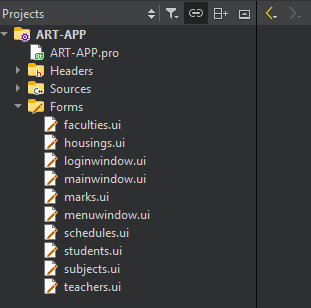 Projects
ART-APP
ART-APP.pro
Headers
Sources
Forms
faculties.ui
housings.ui
loginwindow.ui
mainwindow.ui
marks.ui
menuwindow.ui
schedules.ui
students.ui
subjects.ui
teachers.ui